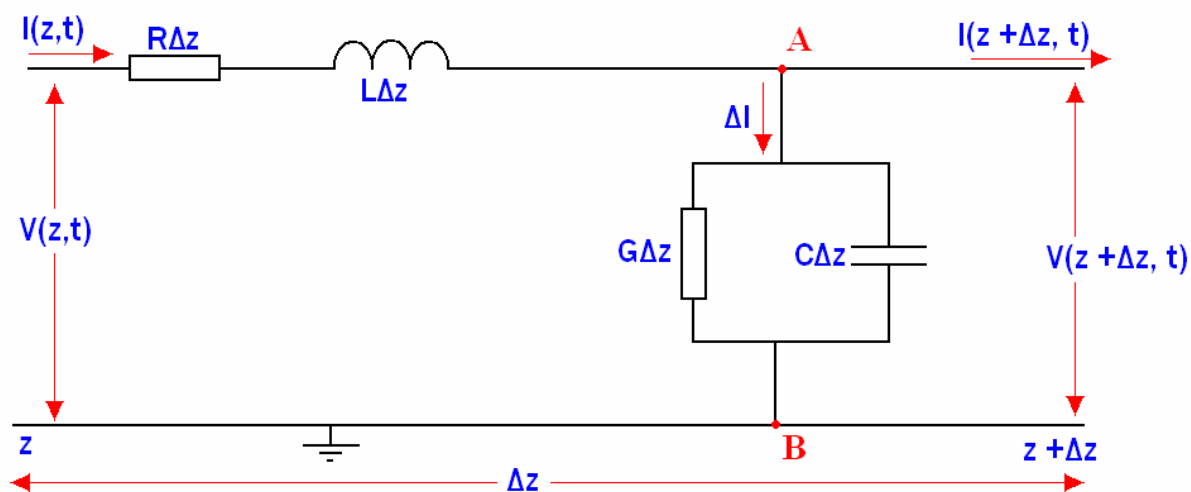 I(z,t)
RΔz
LΔz
A
I(z +Δz, t)
ΔI
V(z,t)
GΔz
CΔz
V(z +Δz, t)
z
B
z +Δz
Δz